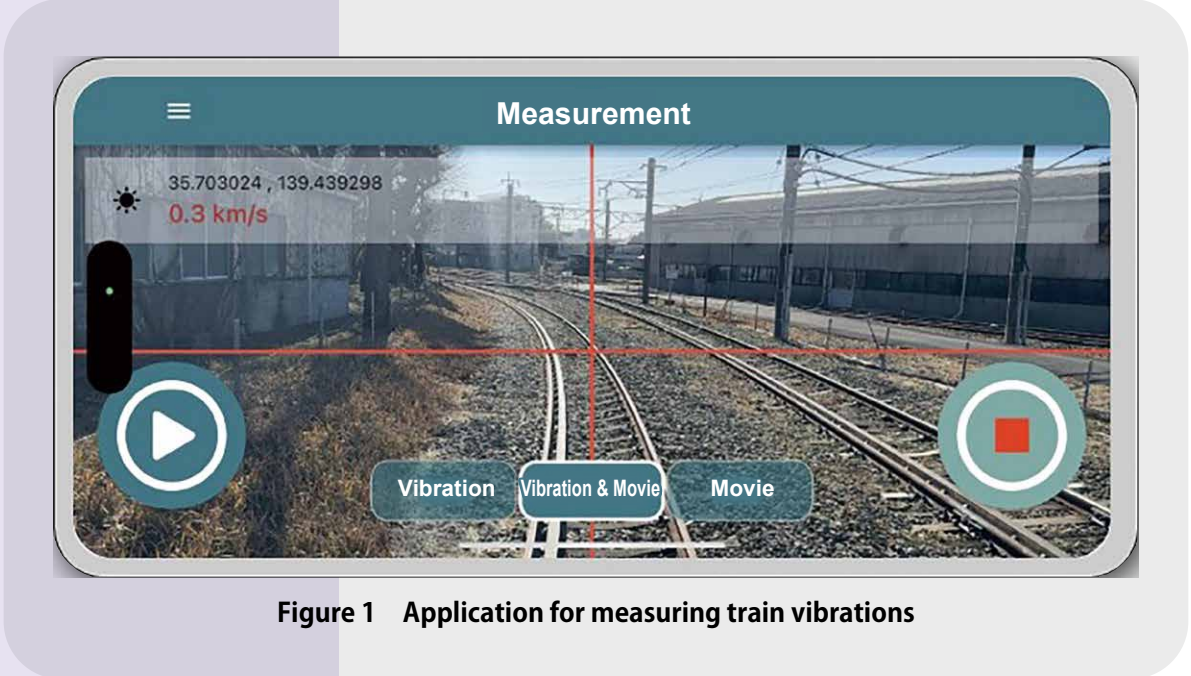 Measurement
35.703024 , 139.439298
0.3 km/s
Vibration
Vibration & Movie
Movie
Figure 1 Application for measuring train vibrations